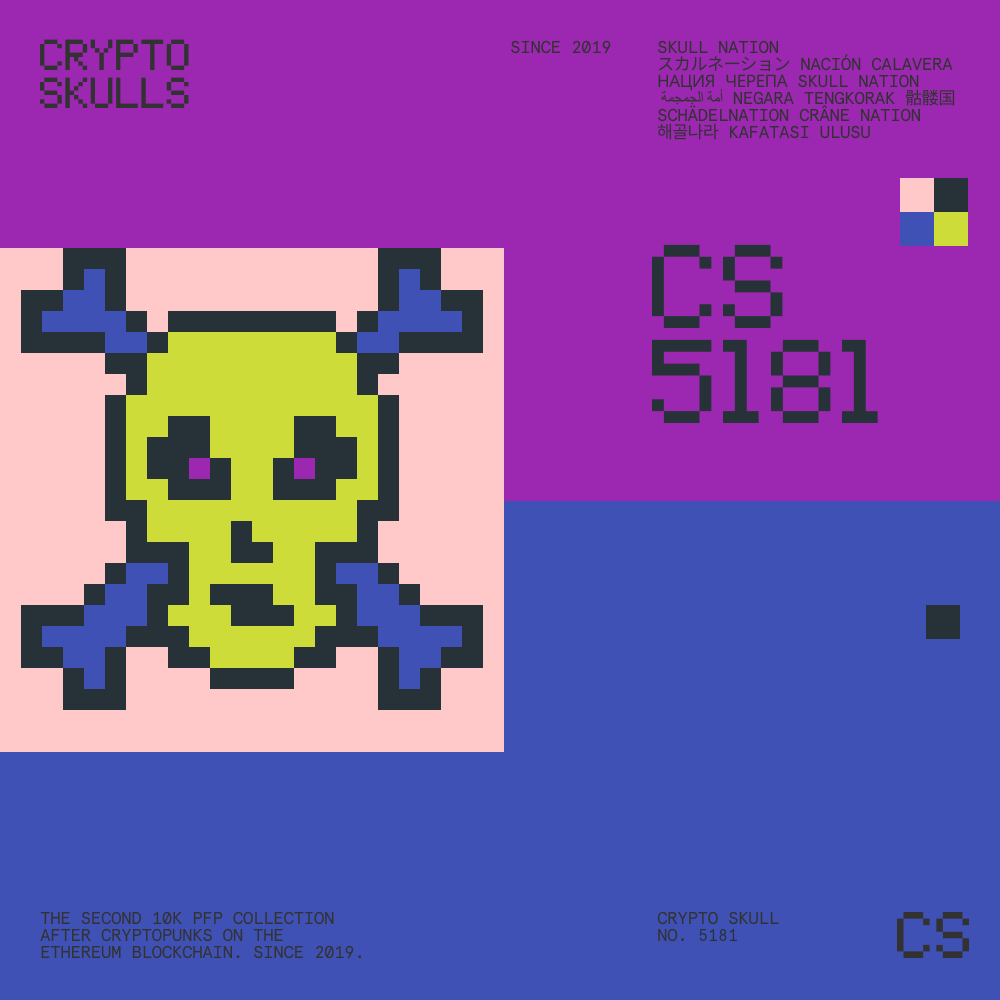 CRYPTO
SKULLS
SINCE 2019
SKULL NATION
スカルネーション NACIÓN CALAVERA
НАЦИЯ ЧЕРЕПА SKULL NATION
أمة الجمجمة NEGARA TENGKORAK 骷髅国
SCHÄDELNATION CRÂNE NATION
해골나라 KAFATASI ULUSU
CS
5181
THE SECOND 10K PFP COLLECTION
AFTER CRYPTOPUNKS ON THE
ETHEREUM BLOCKCHAIN. SINCE 2019.
CRYPTO SKULL
NO. 5181
CS